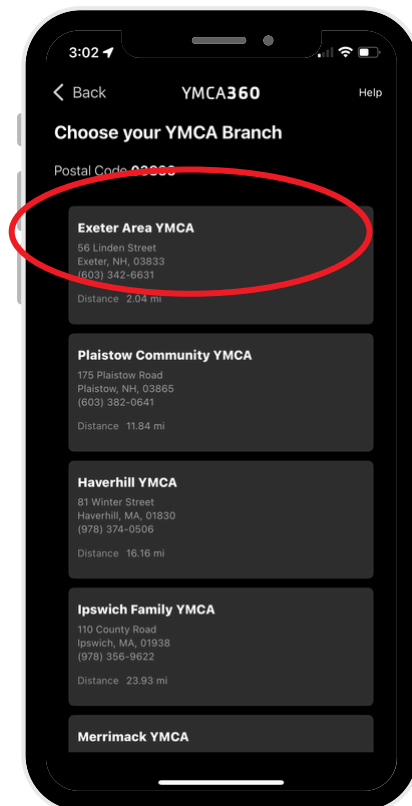 3:02
Back
YMCA360
Help
Choose your YMCA Branch
Postal Code
Exeter Area YMCA
56 Linden Street
Exeter, NH, 03833
(603) 342-6631
Distance 2.04 mi
Plaistow Community YMCA
175 Plaistow Road
Plaistow, NH, 03865
(603) 382-0641
Distance 11.84 mi
Haverhill YMCA
81 Winter Street
Haverhill, MA, 01830
(978) 374-0506
Distance 16.16 mi
Ipswich Family YMCA
110 County Road
Ipswich, MA, 01938
(978) 356-9622
Distance 23.93 mi
Merrimack YMCA